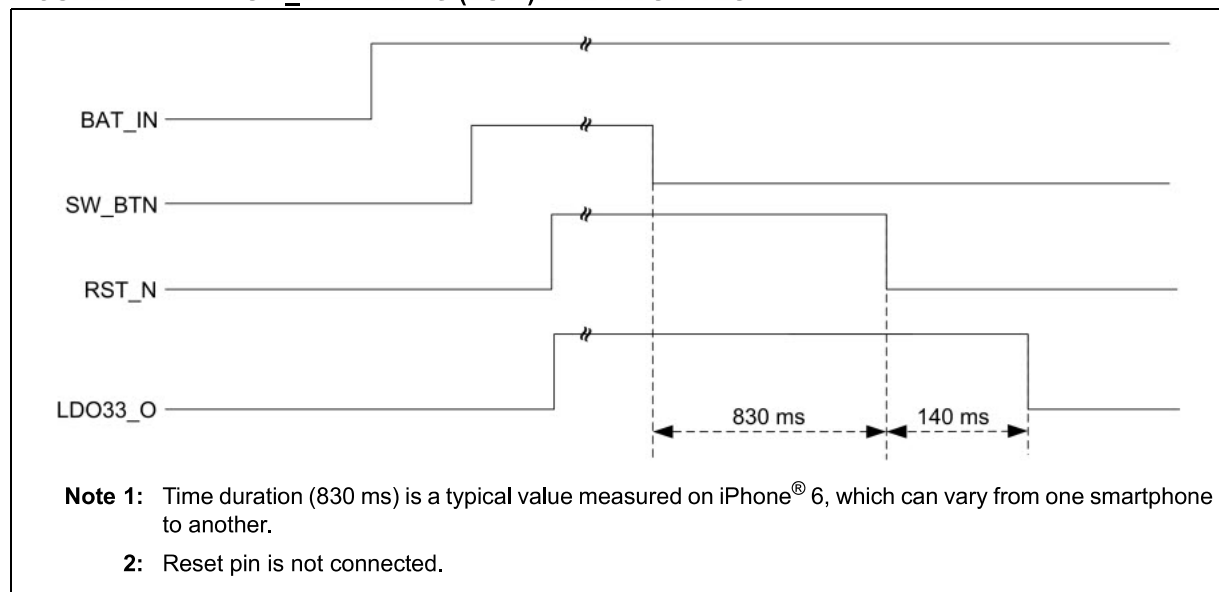 BAT_IN
SW_BTN
RST_N
LDO33_O
830 ms
140 ms
Note 1: Time duration (830 ms) is a typical value measured on iPhone® 6, which can vary from one smartphone
to another.
2: Reset pin is not connected.